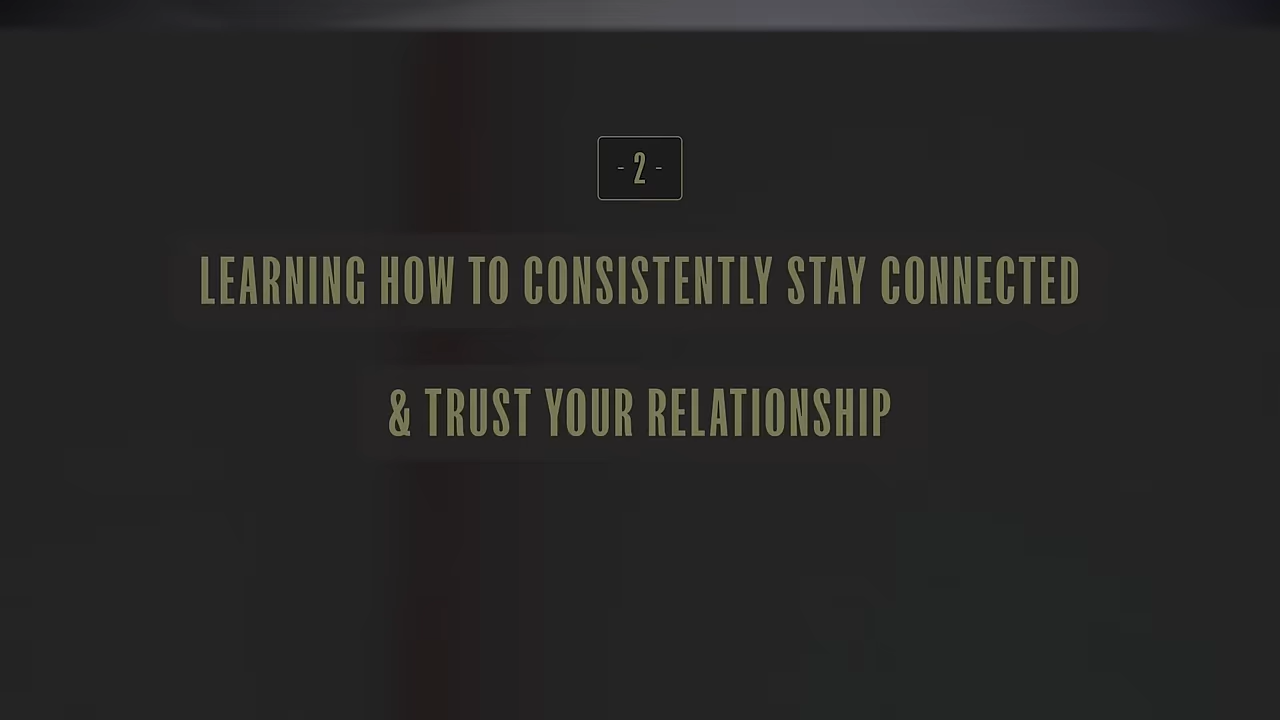 - 2 -
LEARNING HOW TO CONSISTENTLY STAY CONNECTED
& TRUST YOUR RELATIONSHIP